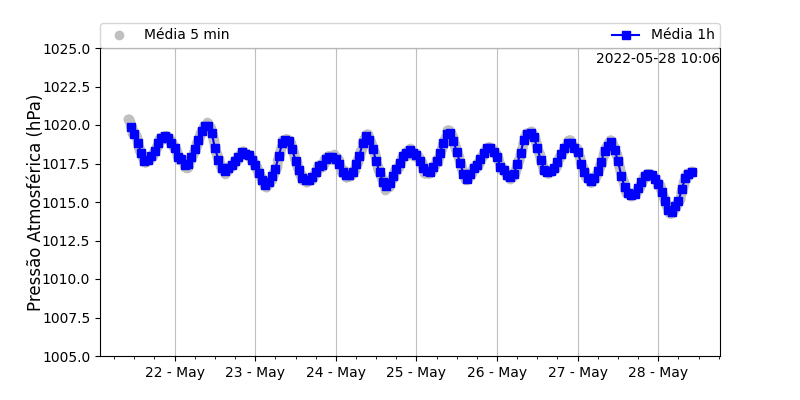 Média 5 min
Média 1h
2022-05-28 10:06
Pressão Atmosférica (hPa)
1025.0
1022.5
1020.0
1017.5
1015.0
1012.5
1010.0
1007.5
1005.0
22 - May
23 - May
24 - May
25 - May
26 - May
27 - May
28 - May